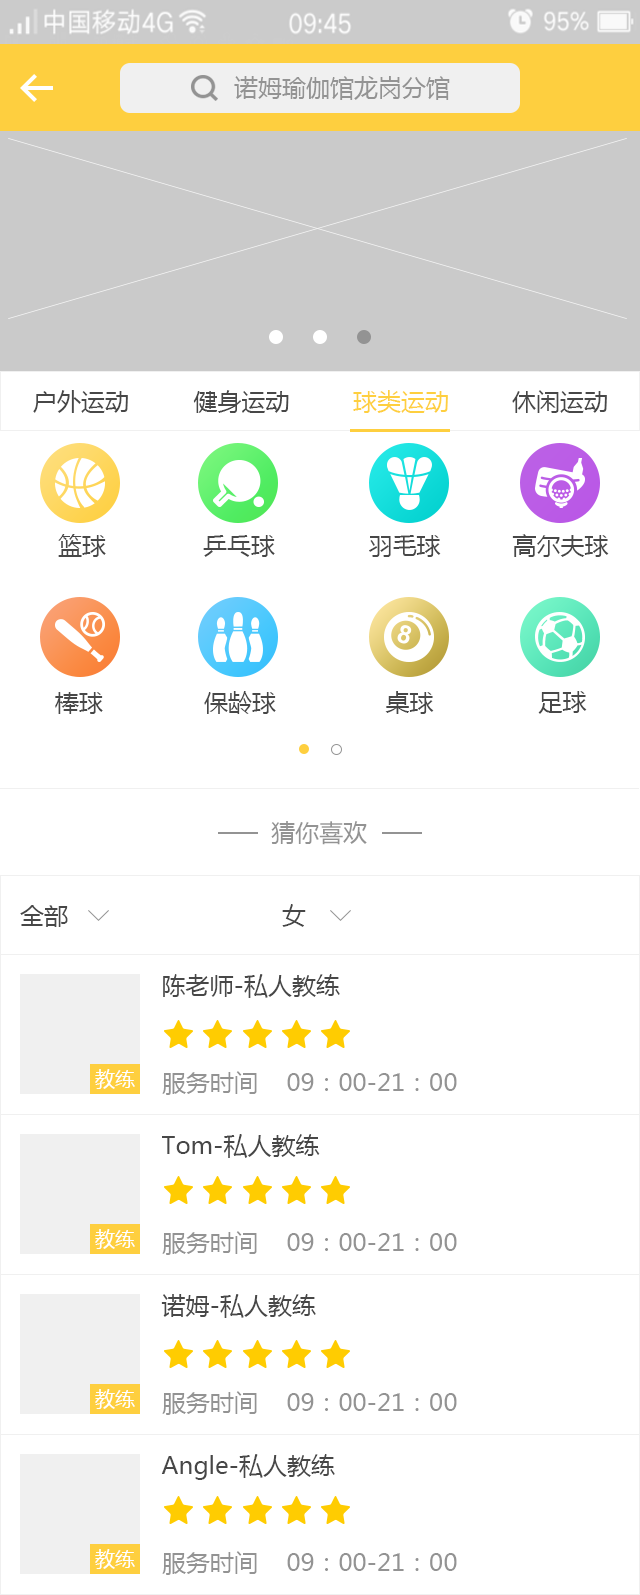 中国移动4G 09:45 95%
诺姆瑜伽馆龙岗分馆
户外运动 健身运动 球类运动 休闲运动
篮球 乒乓球 羽毛球 高尔夫球
8
棒球 保龄球 桌球 足球
猜你喜欢
全部 女
陈老师-私人教练
教练 服务时间 09：00-21：00
Tom-私人教练
教练 服务时间 09：00-21：00
诺姆-私人教练
教练 服务时间 09：00-21：00
Angle-私人教练
教练 服务时间 09：00-21：00